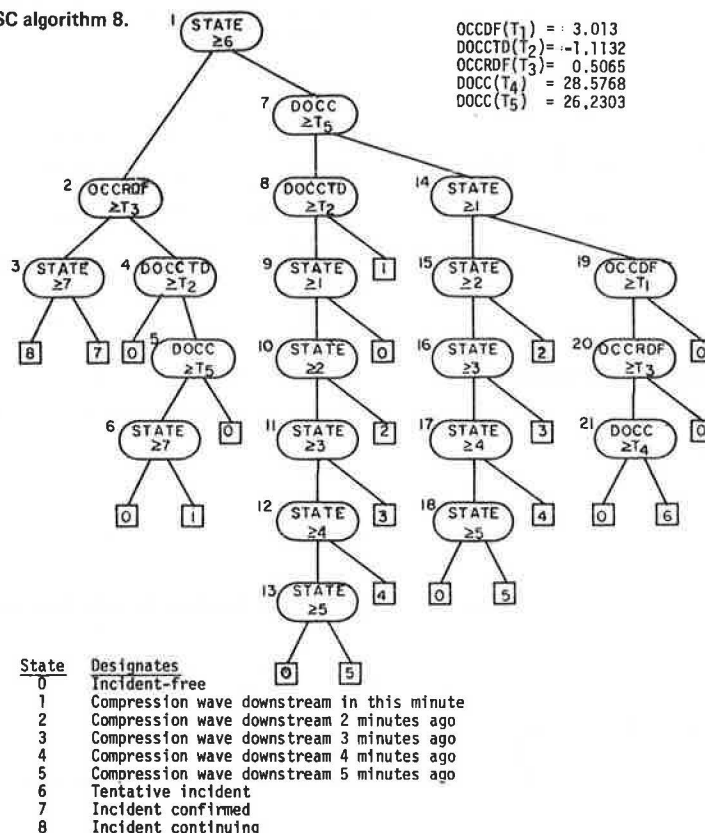 SC algorithm 8.
OCCDF(T1) = 3.013
DOCCTD(T2)= -1.1132
OCCRDF(T3)= 0.5065
DOCC(T4) = 28.5768
DOCC(T5) = 26.2303
1 STATE ≥6
7 DOCC ≥T5
2 OCCRDF ≥T3
8 DOCCTD ≥T2
14 STATE ≥1
3 STATE ≥7
4 DOCCTD ≥T2
9 STATE ≥1
1
15 STATE ≥2
19 OCCDF ≥T1
8
7
0
5 DOCC ≥T5
10 STATE ≥2
0
16 STATE ≥3
2
20 OCCRDF ≥T3
0
6 STATE ≥7
0
11 STATE ≥3
2
17 STATE ≥4
3
21 DOCC ≥T4
0
0
1
12 STATE ≥4
3
18 STATE ≥5
4
0
6
13 STATE ≥5
4
0
5
0
5
State Designates
0 Incident-free
1 Compression wave downstream in this minute
2 Compression wave downstream 2 minutes ago
3 Compression wave downstream 3 minutes ago
4 Compression wave downstream 4 minutes ago
5 Compression wave downstream 5 minutes ago
6 Tentative incident
7 Incident confirmed
8 Incident continuing